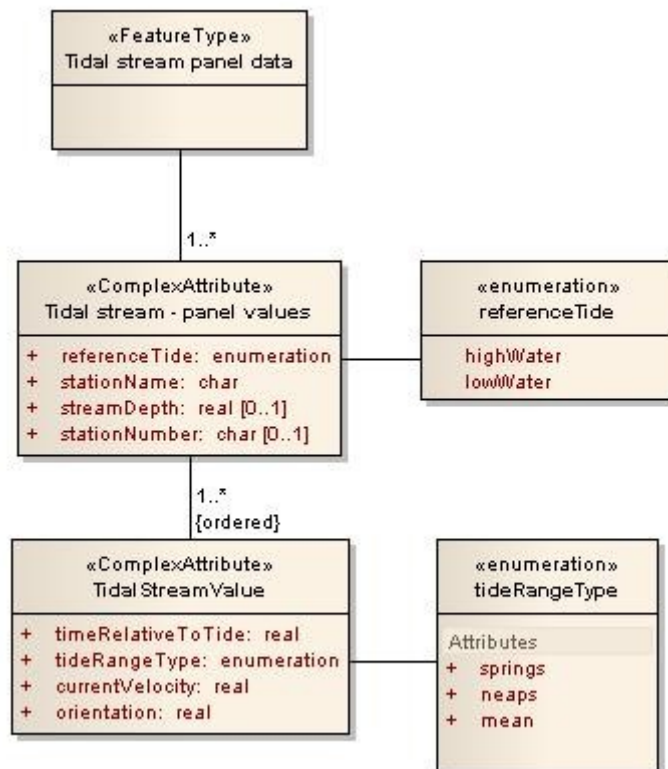 «FeatureType»
Tidal stream panel data
1..*
«ComplexAttribute»
Tidal stream - panel values
+ referenceTide: enumeration
+ stationName: char
+ streamDepth: real [0..1]
+ stationNumber: char [0..1]
«enumeration»
referenceTide
highWater
lowWater
1..*
{ordered}
«ComplexAttribute»
TidalStreamValue
+ timeRelativeToTide: real
+ tideRangeType: enumeration
+ currentVelocity: real
+ orientation: real
«enumeration»
tideRangeType
Attributes
+ springs
+ neaps
+ mean